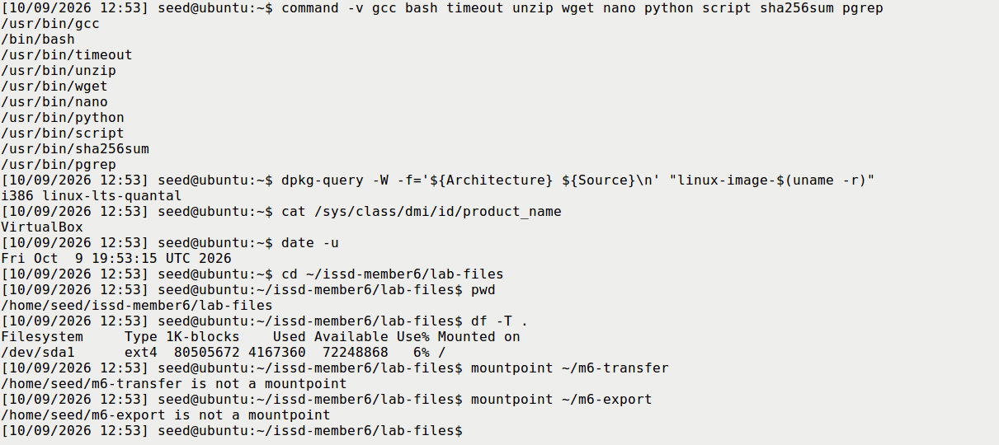 [10/09/2026 12:53] seed@ubuntu:~$ command -v gcc bash timeout unzip wget nano python script sha256sum pgrep
/usr/bin/gcc
/bin/bash
/usr/bin/timeout
/usr/bin/unzip
/usr/bin/wget
/usr/bin/nano
/usr/bin/python
/usr/bin/script
/usr/bin/sha256sum
/usr/bin/pgrep
[10/09/2026 12:53] seed@ubuntu:~$ dpkg-query -W -f='${Architecture} ${Source}\n' "linux-image-$(uname -r)"
i386 linux-lts-quantal
[10/09/2026 12:53] seed@ubuntu:~$ cat /sys/class/dmi/id/product_name
VirtualBox
[10/09/2026 12:53] seed@ubuntu:~$ date -u
Fri Oct  9 19:53:15 UTC 2026
[10/09/2026 12:53] seed@ubuntu:~$ cd ~/issd-member6/lab-files
[10/09/2026 12:53] seed@ubuntu:~/issd-member6/lab-files$ pwd
/home/seed/issd-member6/lab-files
[10/09/2026 12:53] seed@ubuntu:~/issd-member6/lab-files$ df -T .
Filesystem     Type 1K-blocks    Used Available Use% Mounted on
/dev/sda1      ext4  80505672 4167360  72248868   6% /
[10/09/2026 12:53] seed@ubuntu:~/issd-member6/lab-files$ mountpoint ~/m6-transfer
/home/seed/m6-transfer is not a mountpoint
[10/09/2026 12:53] seed@ubuntu:~/issd-member6/lab-files$ mountpoint ~/m6-export
/home/seed/m6-export is not a mountpoint
[10/09/2026 12:53] seed@ubuntu:~/issd-member6/lab-files$